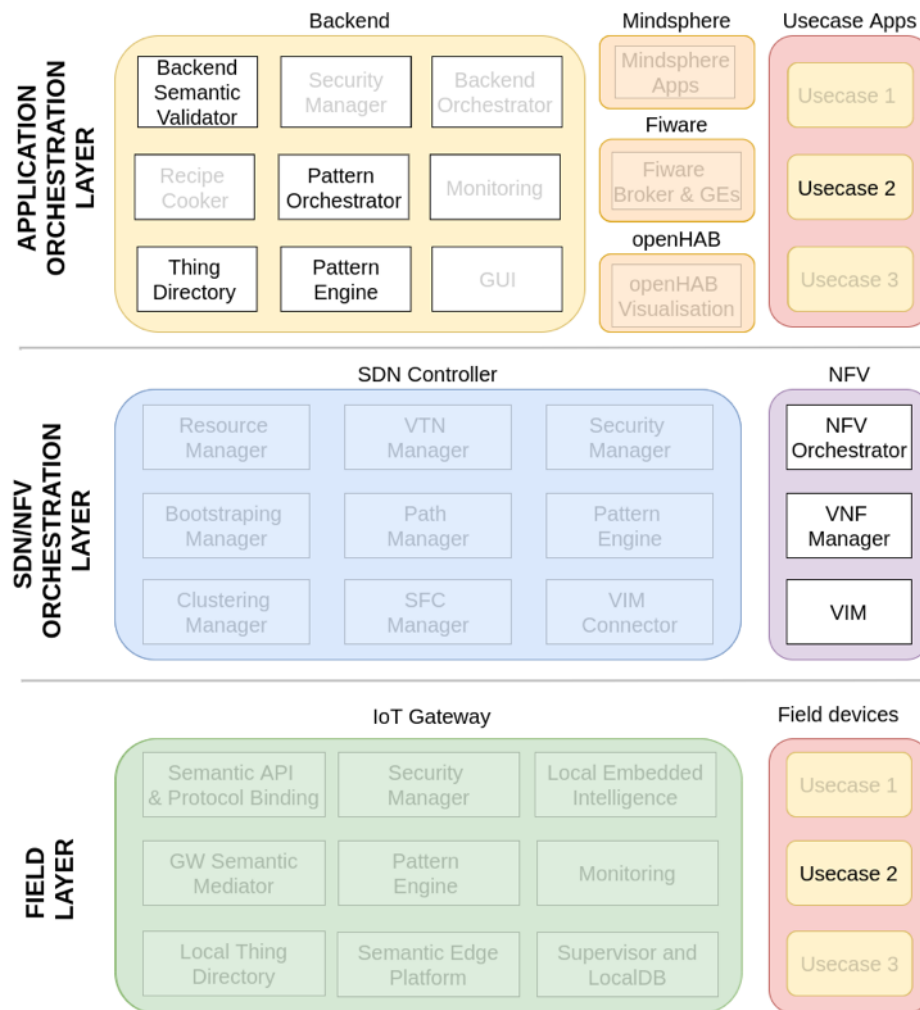 Backend
Mindsphere
Usecase Apps
APPLICATION
ORCHESTRATION
LAYER
Backend
Semantic
Validator
Security
Manager
Backend
Orchestrator
Recipe
Cooker
Pattern
Orchestrator
Monitoring
Thing
Directory
Pattern
Engine
GUI
Mindsphere
Apps
Fiware
Fiware
Broker & GEs
openHAB
openHAB
Visualisation
Usecase 1
Usecase 2
Usecase 3
SDN Controller
NFV
SDN/NFV
ORCHESTRATION
LAYER
Resource
Manager
VTN
Manager
Security
Manager
Bootstraping
Manager
Path
Manager
Pattern
Engine
Clustering
Manager
SFC
Manager
VIM
Connector
NFV
Orchestrator
VNF
Manager
VIM
IoT Gateway
Field devices
FIELD
LAYER
Semantic API
& Protocol Binding
Security
Manager
Local Embedded
Intelligence
GW Semantic
Mediator
Pattern
Engine
Monitoring
Local Thing
Directory
Semantic Edge
Platform
Supervisor and
LocalDB
Usecase 1
Usecase 2
Usecase 3